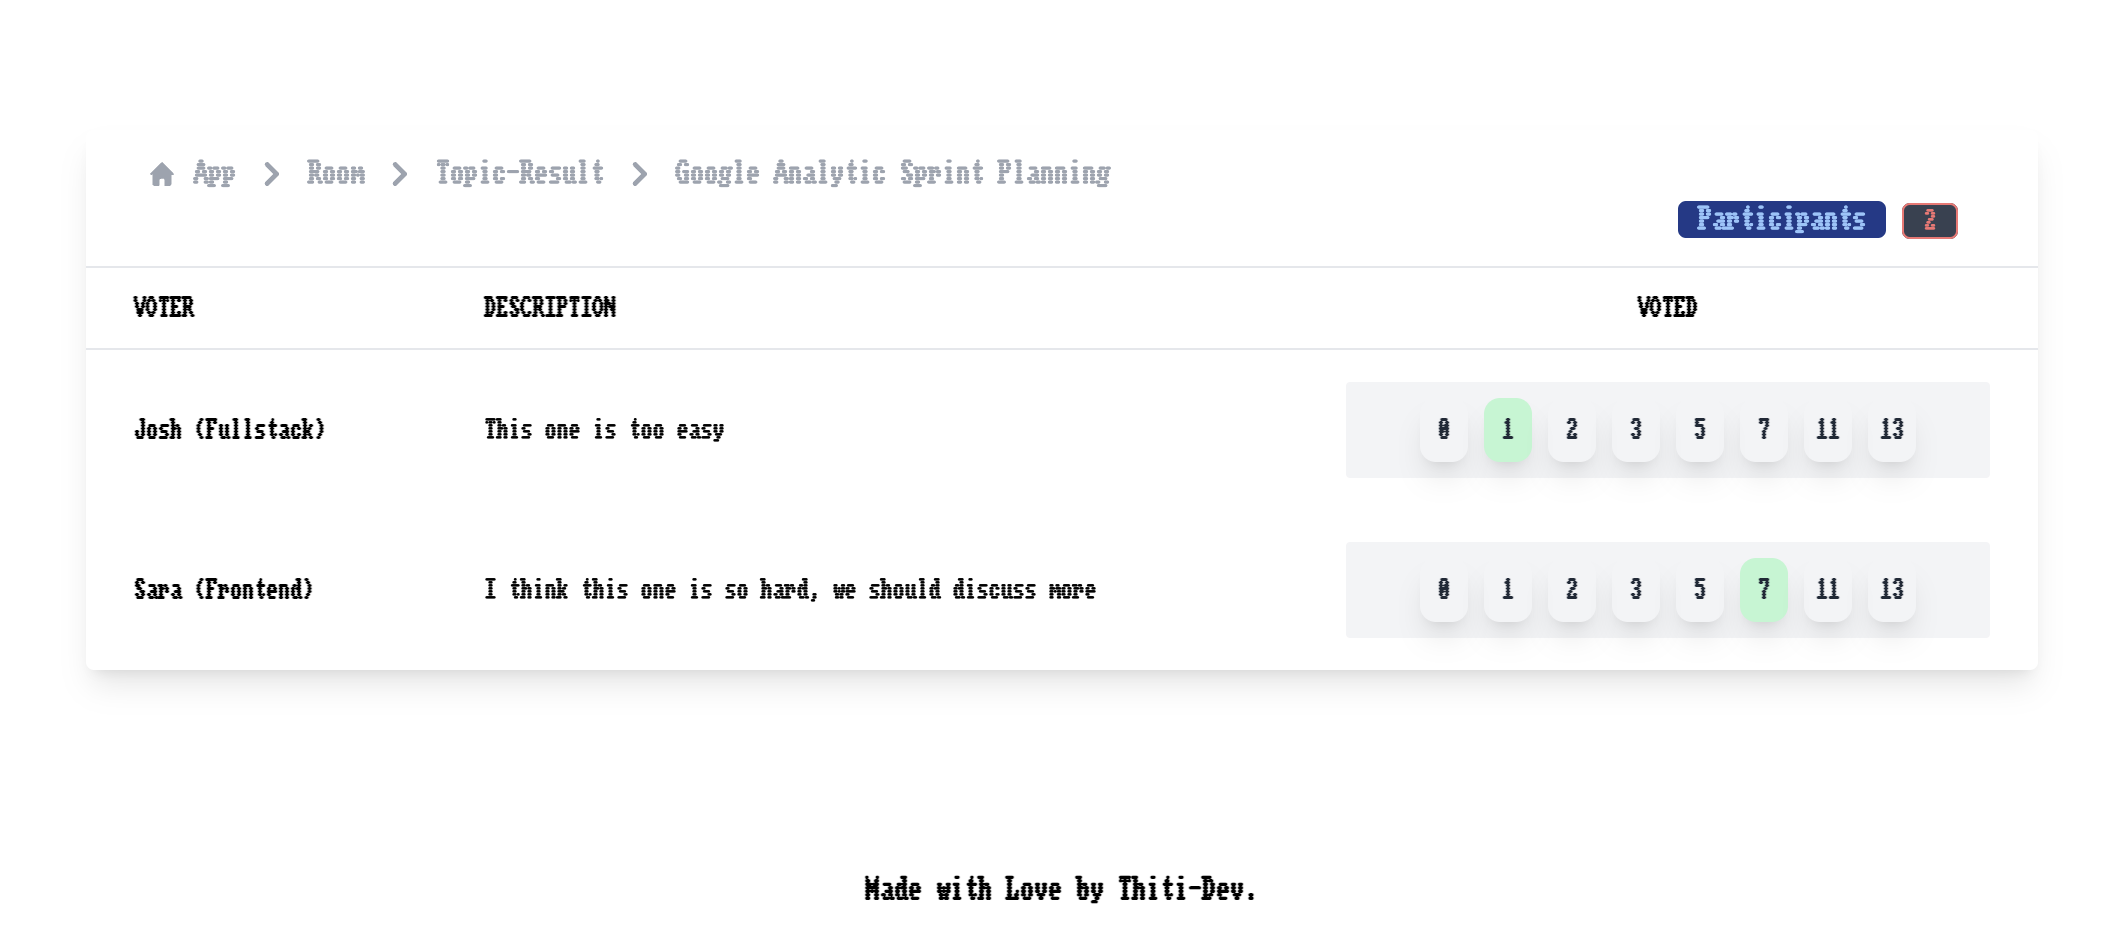 App > Room > Topic-Result > Google Analytic Sprint Planning
Participants 2
VOTER DESCRIPTION VOTED
Josh (Fullstack) This one is too easy 0 1 2 3 5 7 11 13
Sara (Frontend) I think this one is so hard, we should discuss more 0 1 2 3 5 7 11 13
Made with Love by Thiti-Dev.